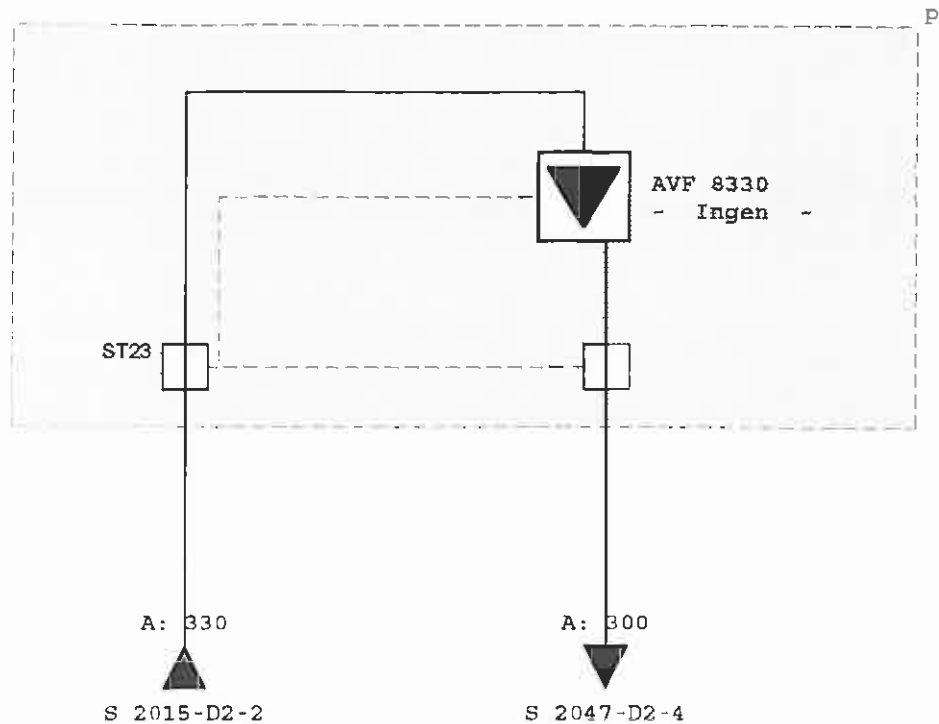 P
AVF 8330
- Ingen -
ST23
A: 330
A: 300
S 2015-D2-2
S 2047-D2-4